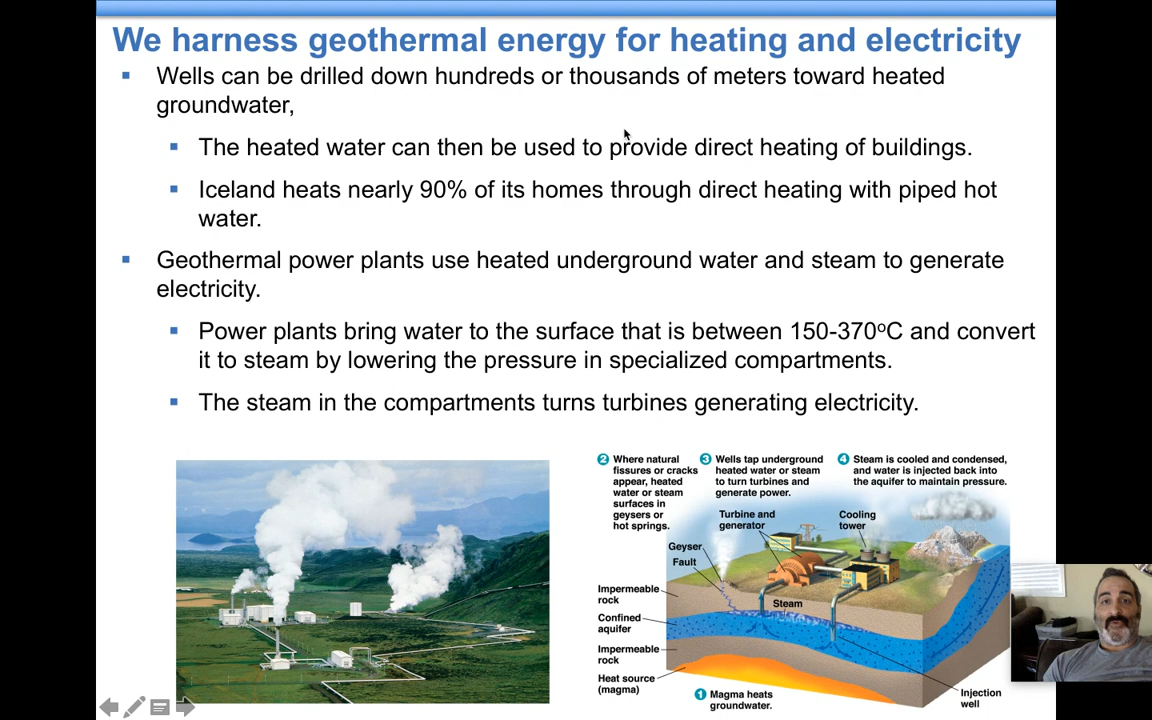 We harness geothermal energy for heating and electricity
▪ Wells can be drilled down hundreds or thousands of meters toward heated
groundwater,
▪ The heated water can then be used to provide direct heating of buildings.
▪ Iceland heats nearly 90% of its homes through direct heating with piped hot
water.
▪ Geothermal power plants use heated underground water and steam to generate
electricity.
▪ Power plants bring water to the surface that is between 150-370ºC and convert
it to steam by lowering the pressure in specialized compartments.
▪ The steam in the compartments turns turbines generating electricity.
2 Where natural
fissures or cracks
appear, heated
water or steam
surfaces in
geysers or
hot springs.
3 Wells tap underground
heated water or steam
to turn turbines and
generate power.
4 Steam is cooled and condensed,
and water is injected back into
the aquifer to maintain pressure.
Turbine and
generator
Cooling
tower
Geyser
Fault
Impermeable
rock
Steam
Confined
aquifer
Impermeable
rock
Heat source
(magma)
1 Magma heats
groundwater.
Injection
well